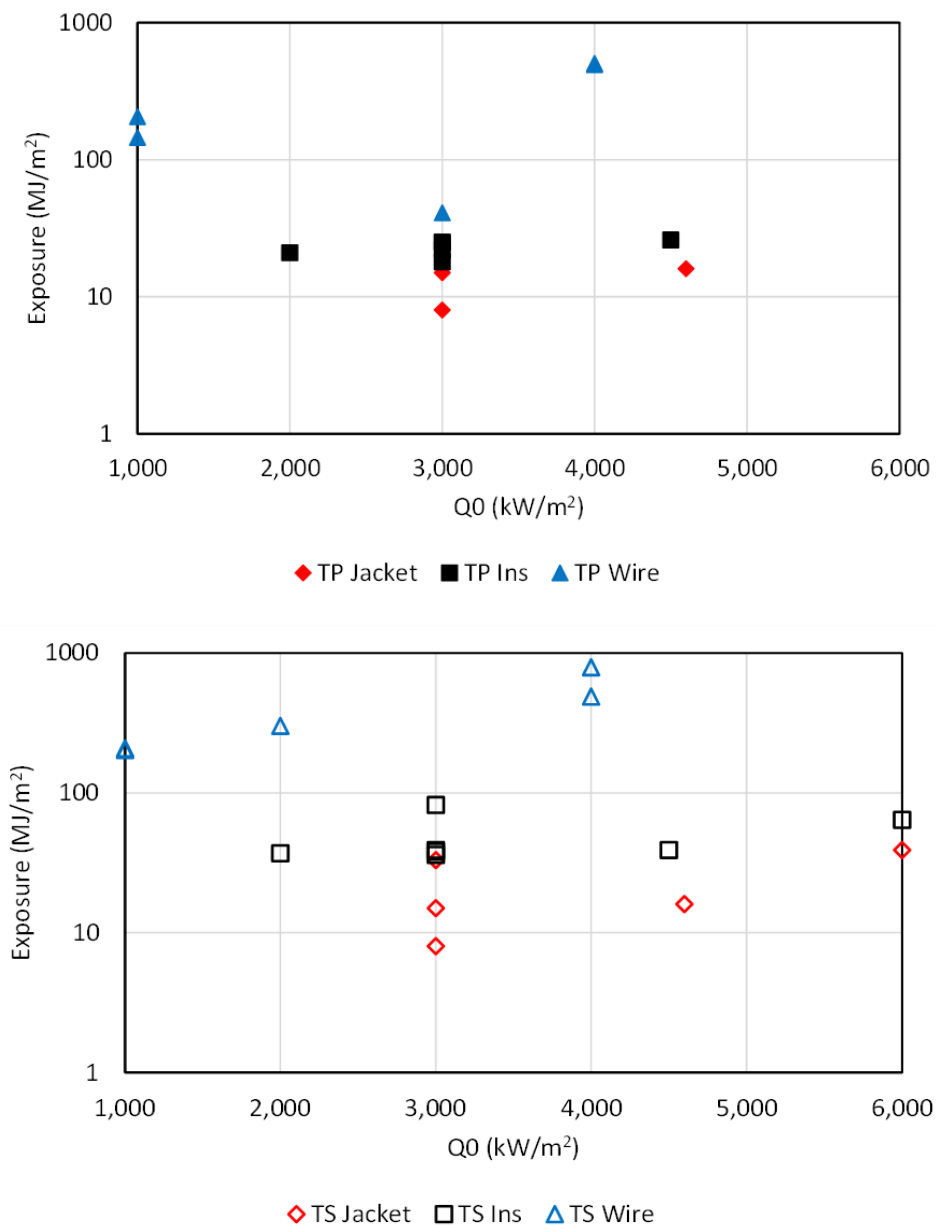 1000
100
10
1
Exposure (MJ/m²)
1,000 2,000 3,000 4,000 5,000 6,000
Q0 (kW/m²)
TP Jacket TP Ins TP Wire
1000
100
10
1
Exposure (MJ/m²)
1,000 2,000 3,000 4,000 5,000 6,000
Q0 (kW/m²)
TS Jacket TS Ins TS Wire